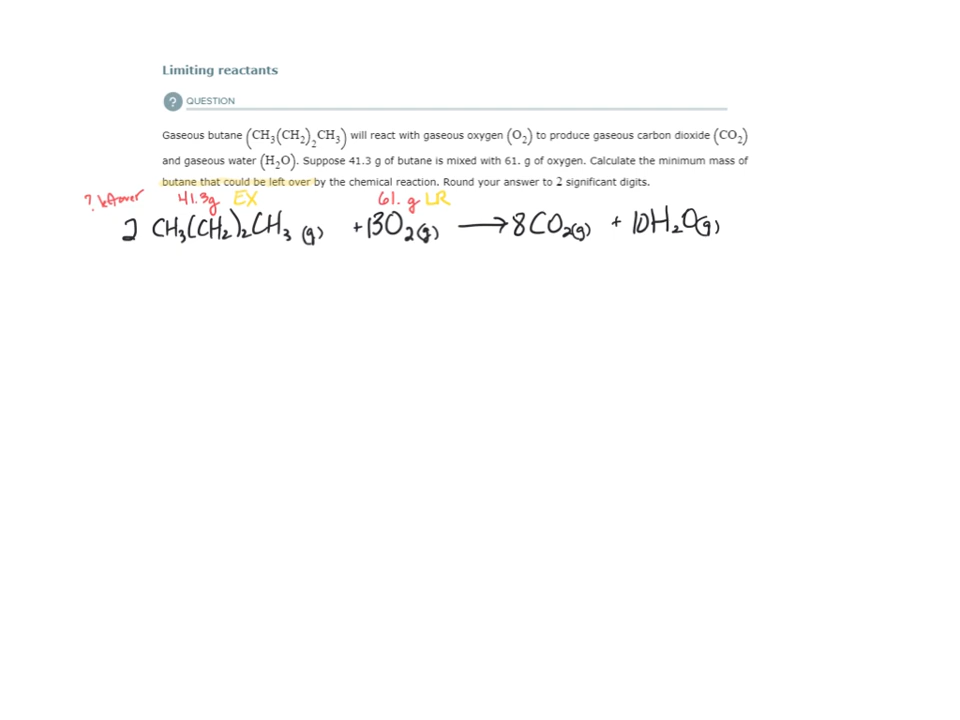 Limiting reactants
? QUESTION
Gaseous butane (CH₃(CH₂)₂CH₃) will react with gaseous oxygen (O₂) to produce gaseous carbon dioxide (CO₂)
and gaseous water (H₂O). Suppose 41.3 g of butane is mixed with 61. g of oxygen. Calculate the minimum mass of
butane that could be left over by the chemical reaction. Round your answer to 2 significant digits.
? leftover 41.3g EX 61. g LR
2 CH₃(CH₂)₂CH₃ (g) + 13O₂(g) ⟶ 8CO₂(g) + 10H₂O(g)